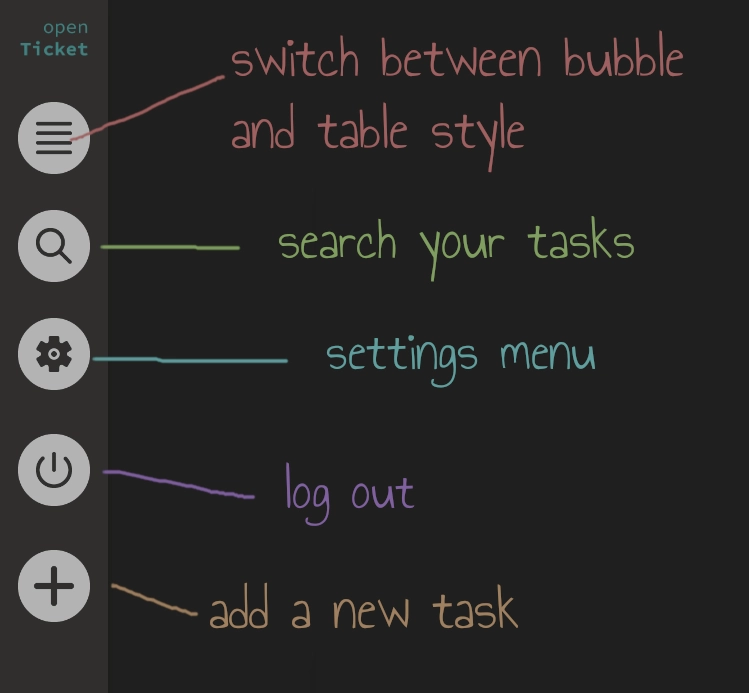 open
Ticket
switch between bubble
and table style
search your tasks
settings menu
log out
add a new task